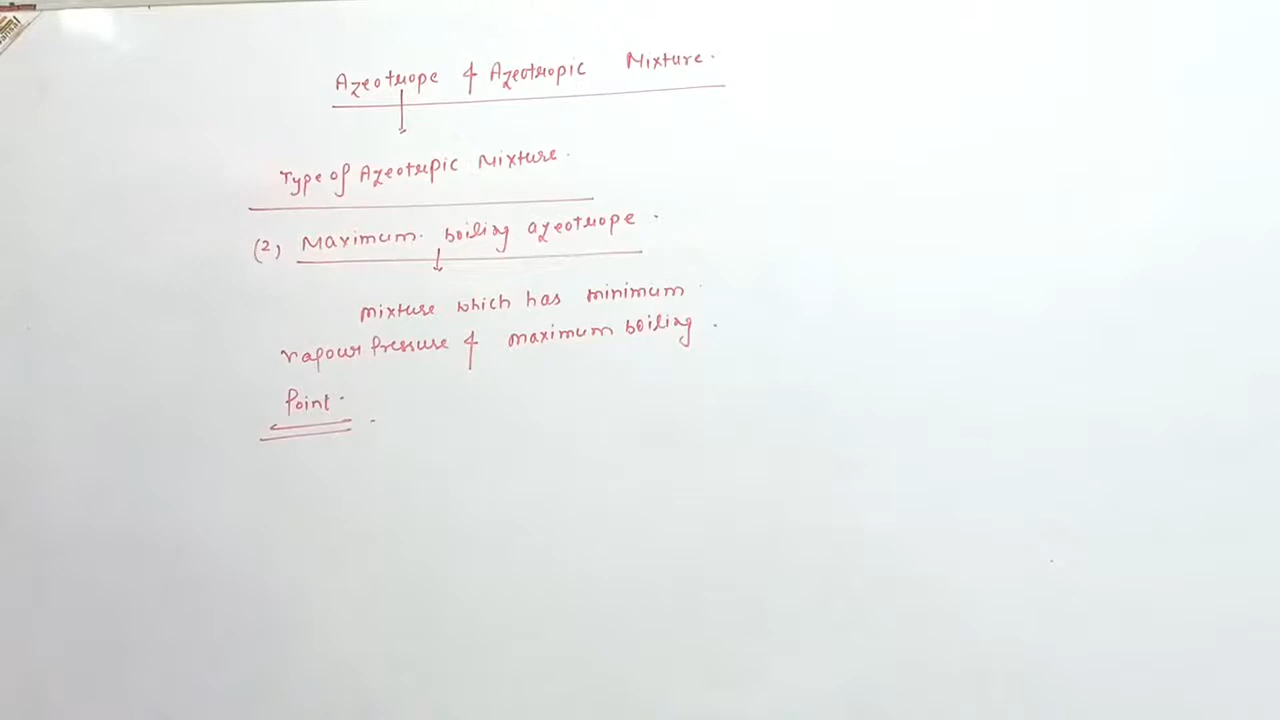 Azeotrope & Azeotropic Mixture.
Type of Azeotrpic Mixture.
(2) Maximum boiling azeotrope.
Mixture which has minimum
vapour Pressure & maximum boiling
Point.